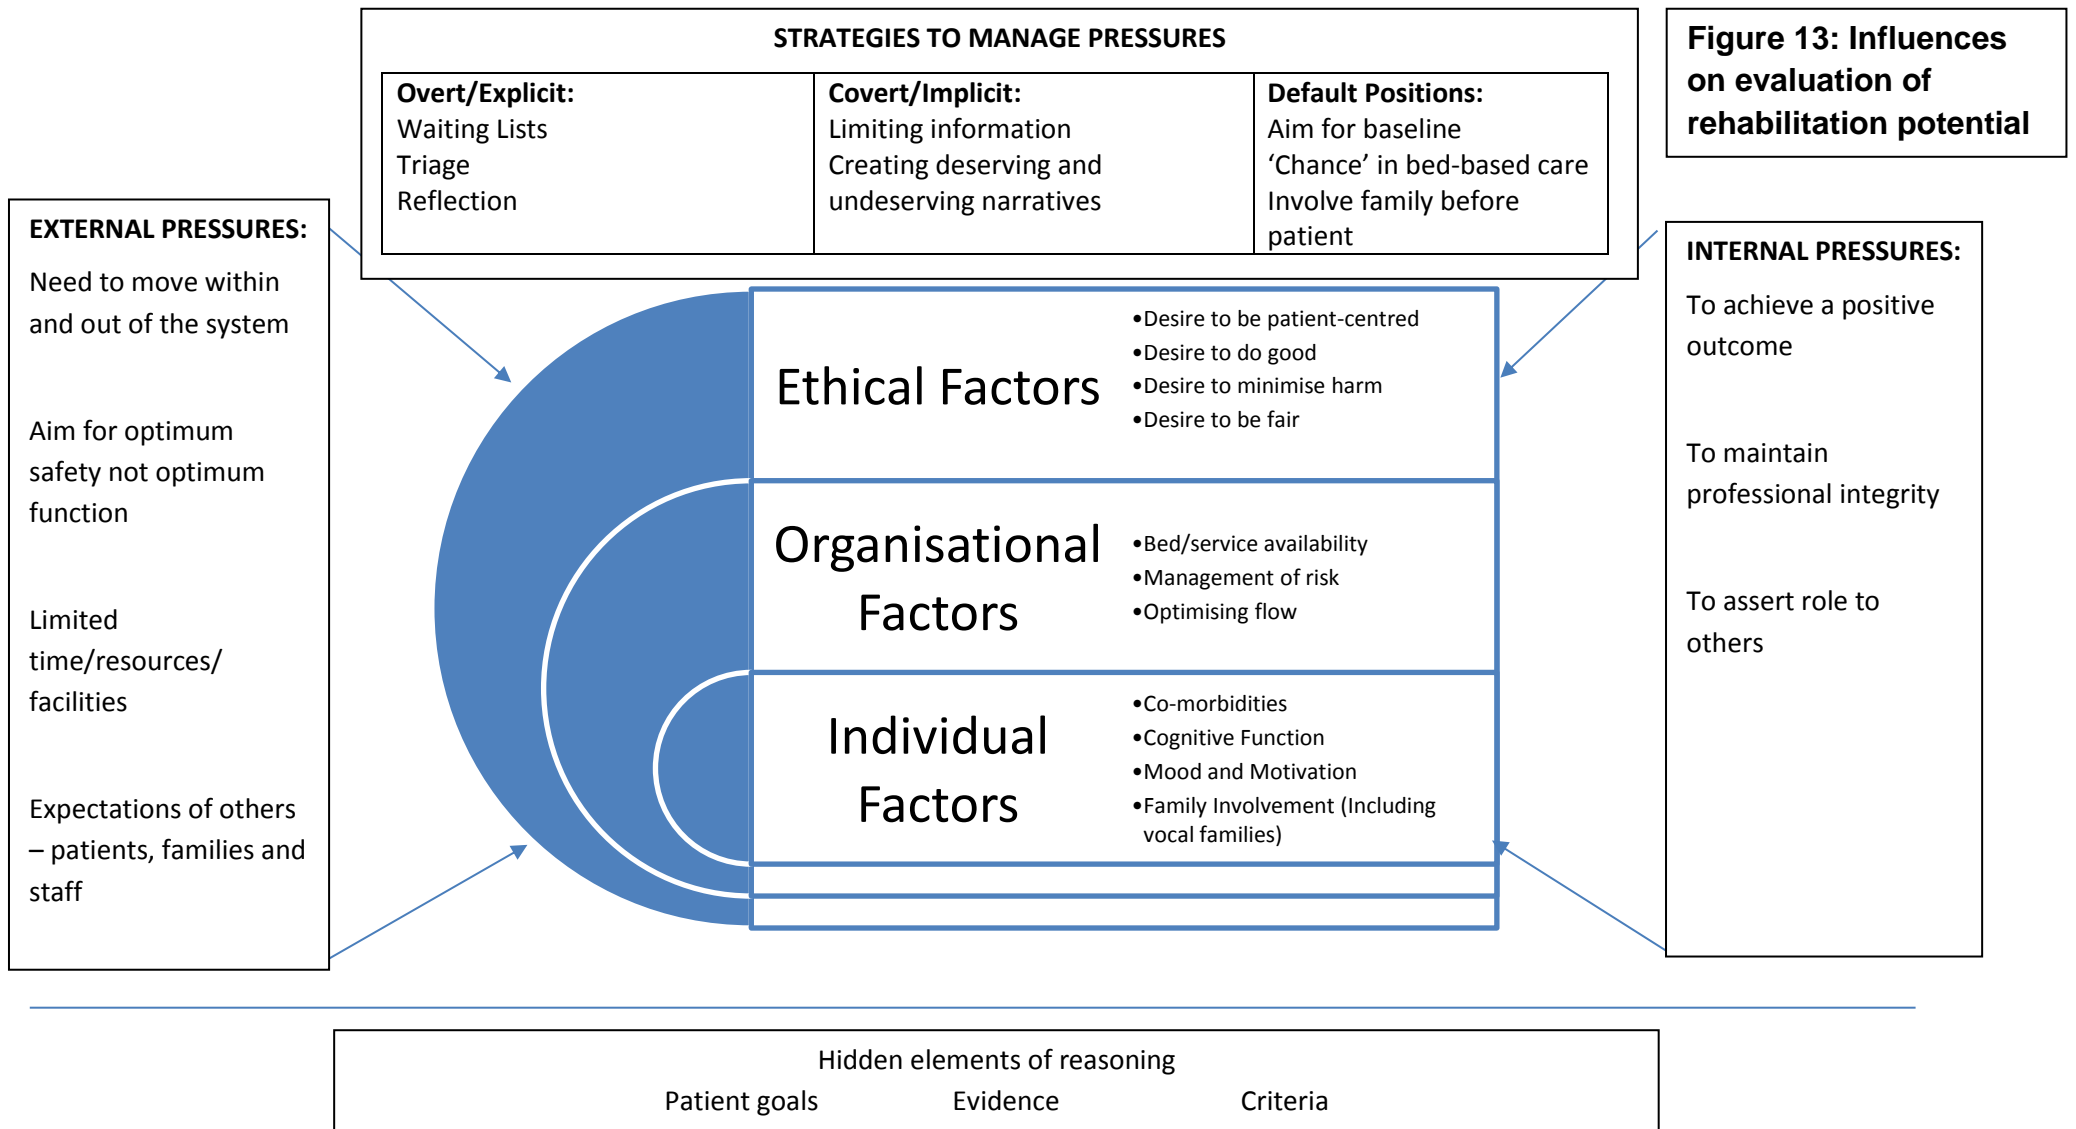 STRATEGIES TO MANAGE PRESSURES
Overt/Explicit:
Waiting Lists
Triage
Reflection
Covert/Implicit:
Limiting information
Creating deserving and
undeserving narratives
Default Positions:
Aim for baseline
‘Chance’ in bed-based care
Involve family before
patient
Figure 13: Influences
on evaluation of
rehabilitation potential
EXTERNAL PRESSURES:
Need to move within
and out of the system
Aim for optimum
safety not optimum
function
Limited
time/resources/
facilities
Expectations of others
– patients, families and
staff
Ethical Factors
•Desire to be patient-centred
•Desire to do good
•Desire to minimise harm
•Desire to be fair
Organisational
Factors
•Bed/service availability
•Management of risk
•Optimising flow
Individual
Factors
•Co-morbidities
•Cognitive Function
•Mood and Motivation
•Family Involvement (Including
vocal families)
INTERNAL PRESSURES:
To achieve a positive
outcome
To maintain
professional integrity
To assert role to
others
Hidden elements of reasoning
Patient goals Evidence Criteria